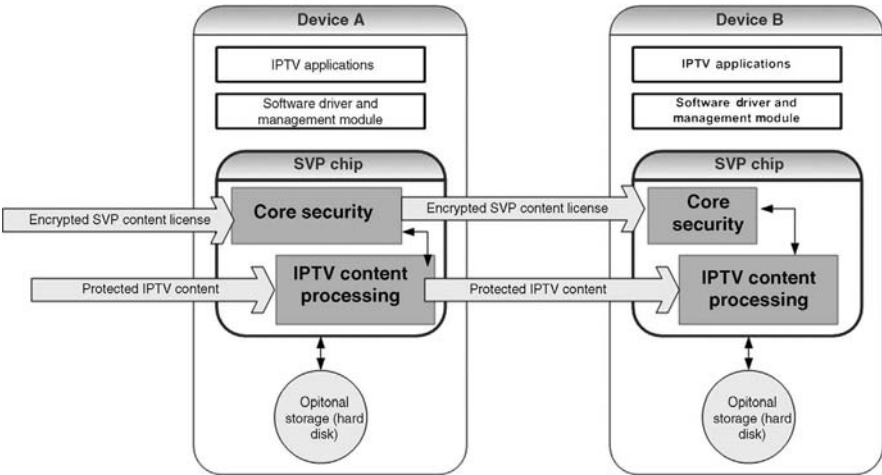 Device A
IPTV applications
Software driver and
management module
SVP chip
Encrypted SVP content license
Core security
Protected IPTV content
IPTV content
processing
Opitonal
storage (hard
disk)
Encrypted SVP content license
Protected IPTV content
Device B
IPTV applications
Software driver and
management module
SVP chip
Core
security
IPTV content
processing
Opitonal
storage (hard
disk)